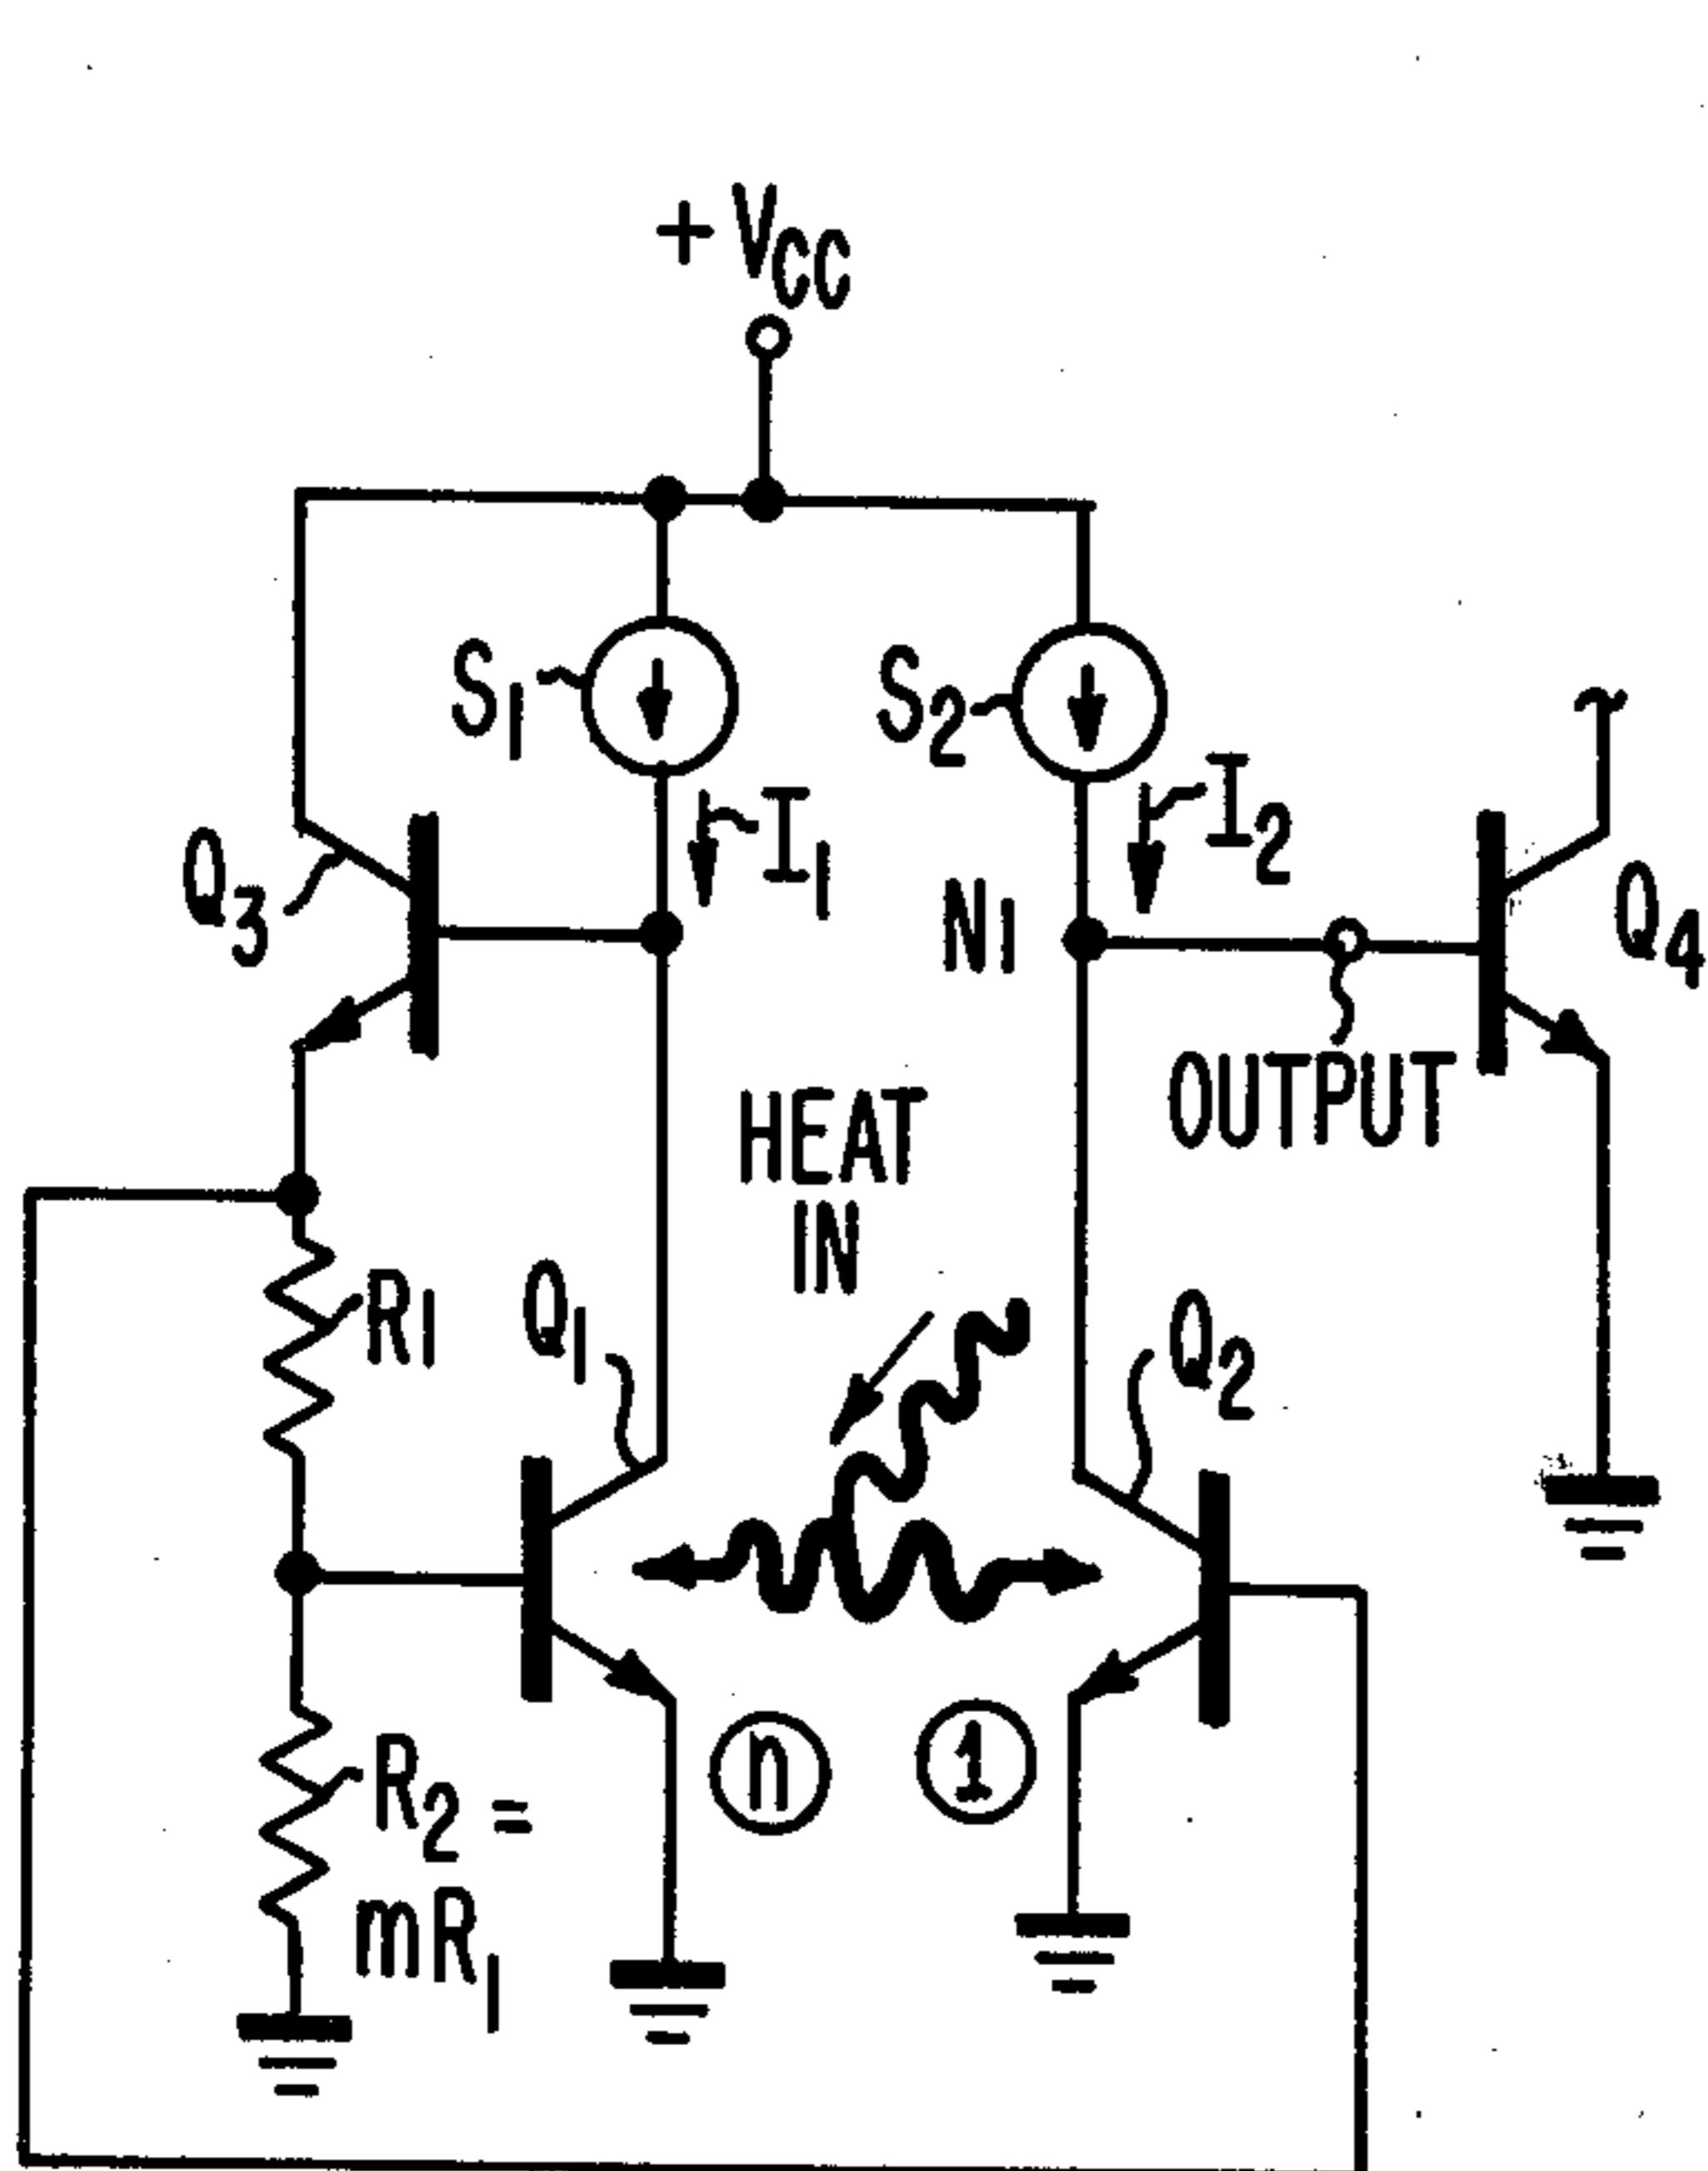 + VCC
S1
S2
I1
I2
Q3
N1
Q4
OUTPUT
HEAT
IN
R1
Q1
Q2
n
1
R2 =
mR1